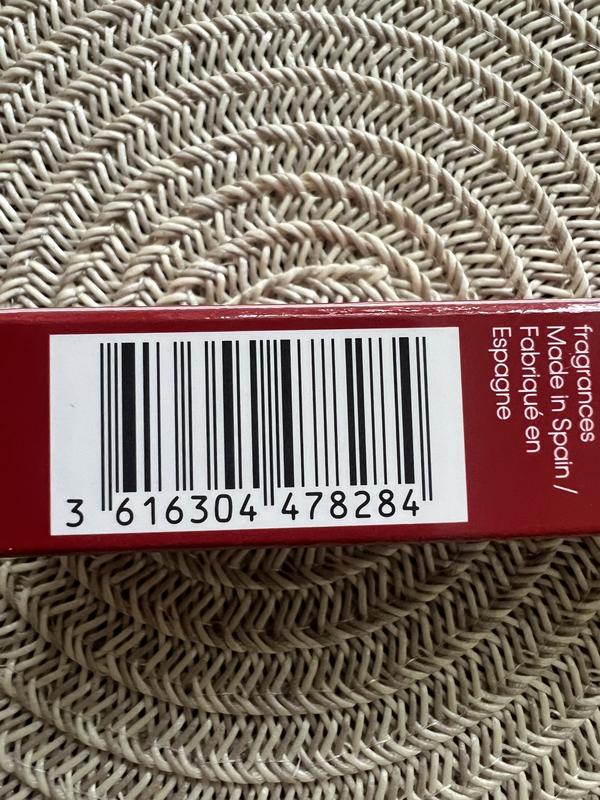 3 616304 478284
fragrances
Made in Spain /
Fabriqué en
Espagne